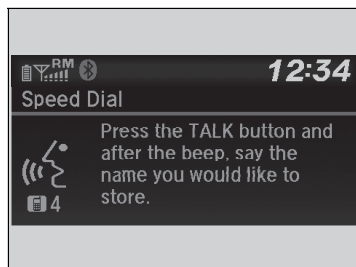 RM 12:34
Speed Dial
Press the TALK button and
after the beep, say the
name you would like to
store.
4